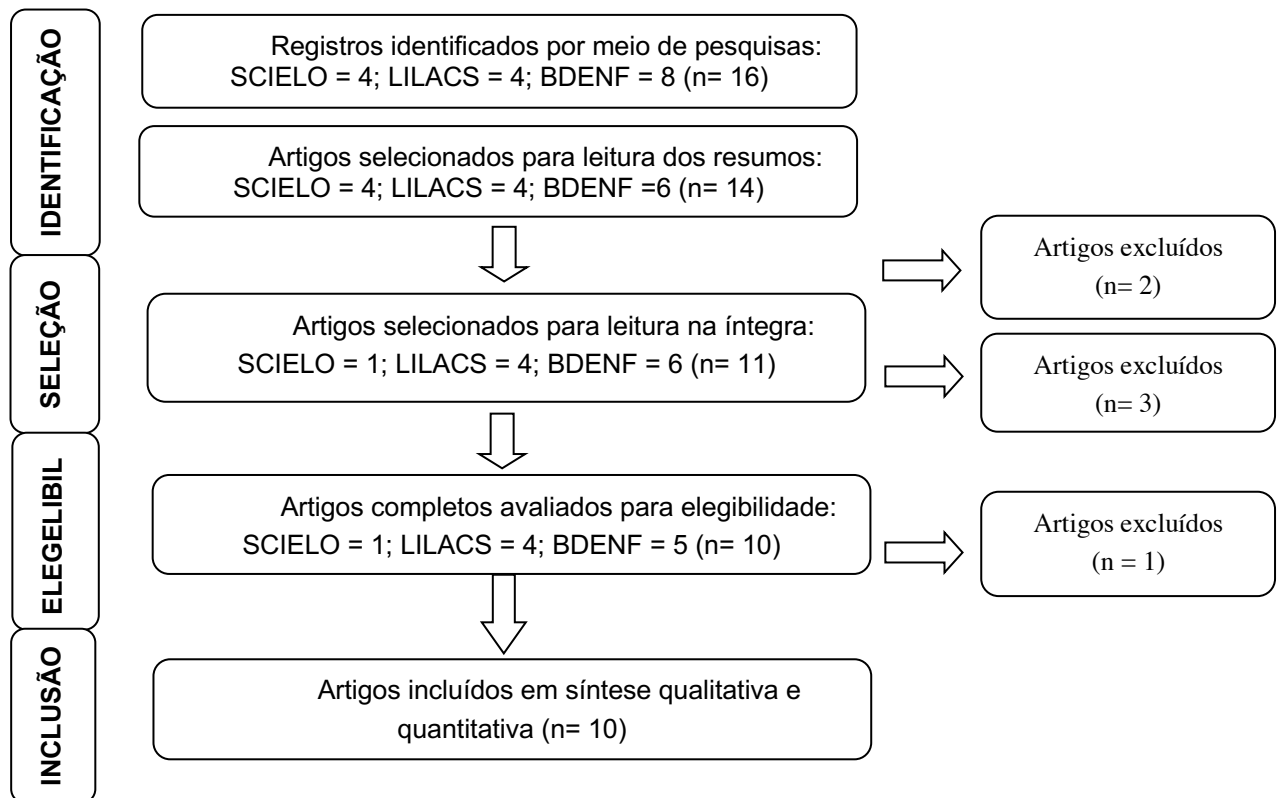 IDENTIFICAÇÃO
Registros identificados por meio de pesquisas:
SCIELO = 4; LILACS = 4; BDENF = 8 (n= 16)
Artigos selecionados para leitura dos resumos:
SCIELO = 4; LILACS = 4; BDENF =6 (n= 14)
Artigos excluídos
(n= 2)
SELEÇÃO
Artigos selecionados para leitura na íntegra:
SCIELO = 1; LILACS = 4; BDENF = 6 (n= 11)
Artigos excluídos
(n= 3)
ELEGELIBIL
Artigos completos avaliados para elegibilidade:
SCIELO = 1; LILACS = 4; BDENF = 5 (n= 10)
Artigos excluídos
(n = 1)
INCLUSÃO
Artigos incluídos em síntese qualitativa e
quantitativa (n= 10)